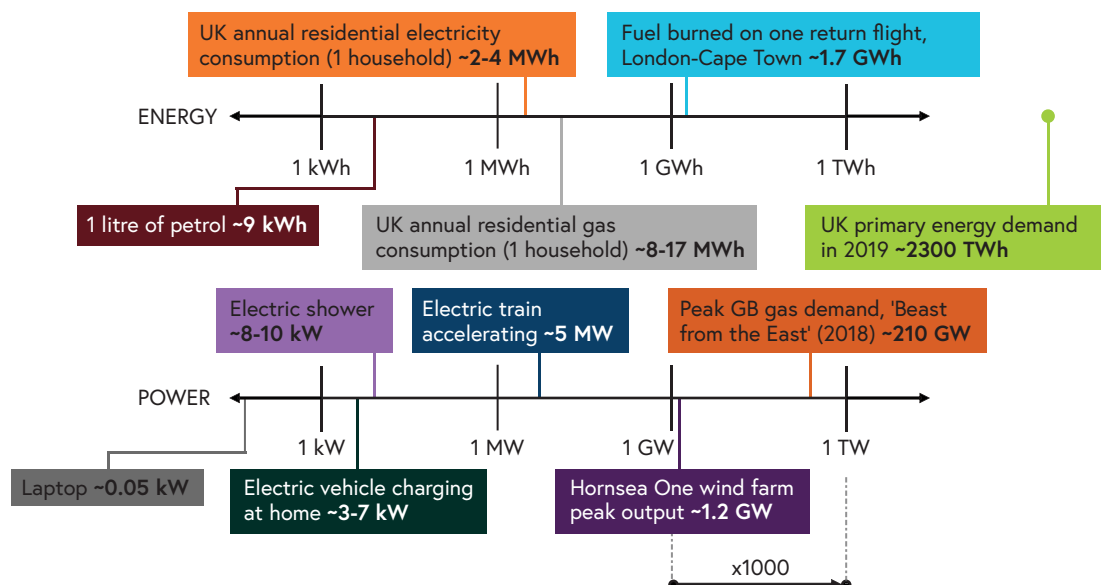 UK annual residential electricity
consumption (1 household) ~2-4 MWh
Fuel burned on one return flight,
London-Cape Town ~1.7 GWh
ENERGY
1 kWh
1 MWh
1 GWh
1 TWh
1 litre of petrol ~9 kWh
UK annual residential gas
consumption (1 household) ~8-17 MWh
UK primary energy demand
in 2019 ~2300 TWh
Electric shower
~8-10 kW
Electric train
accelerating ~5 MW
Peak GB gas demand, 'Beast
from the East' (2018) ~210 GW
POWER
1 kW
1 MW
1 GW
1 TW
Laptop ~0.05 kW
Electric vehicle charging
at home ~3-7 kW
Hornsea One wind farm
peak output ~1.2 GW
x1000